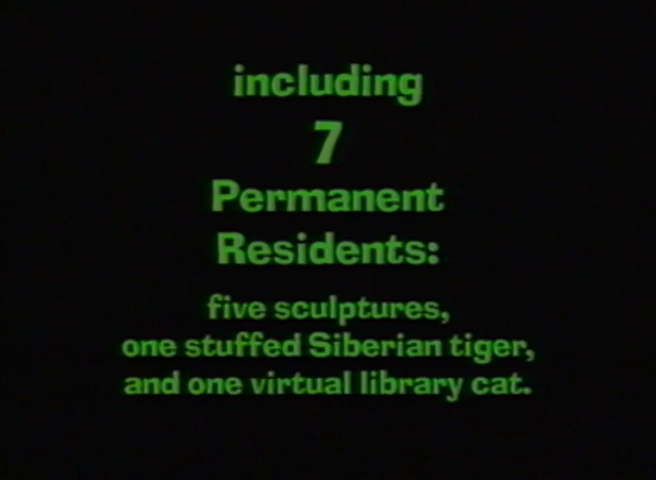 including
7
Permanent
Residents:
five sculptures,
one stuffed Siberian tiger,
and one virtual library cat.